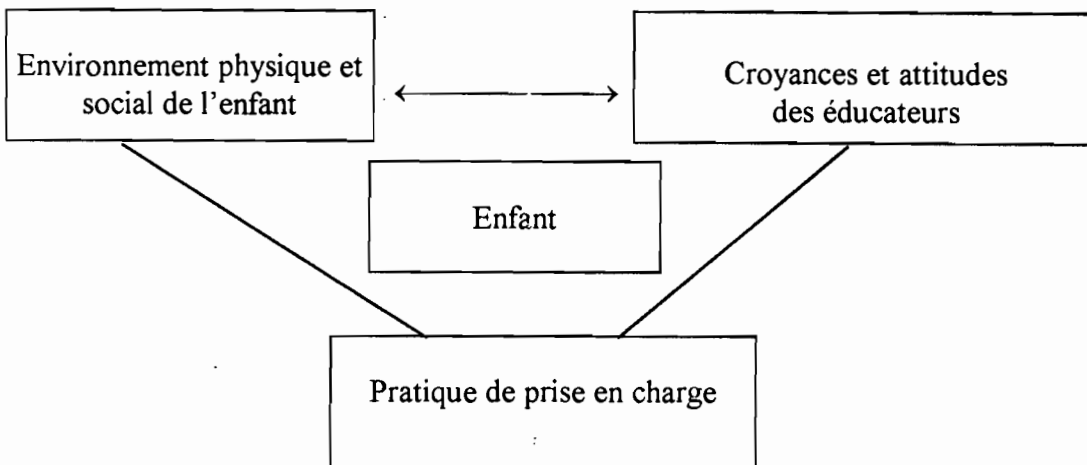 Environnement physique et
social de l'enfant
Croyances et attitudes
des éducateurs
Enfant
Pratique de prise en charge